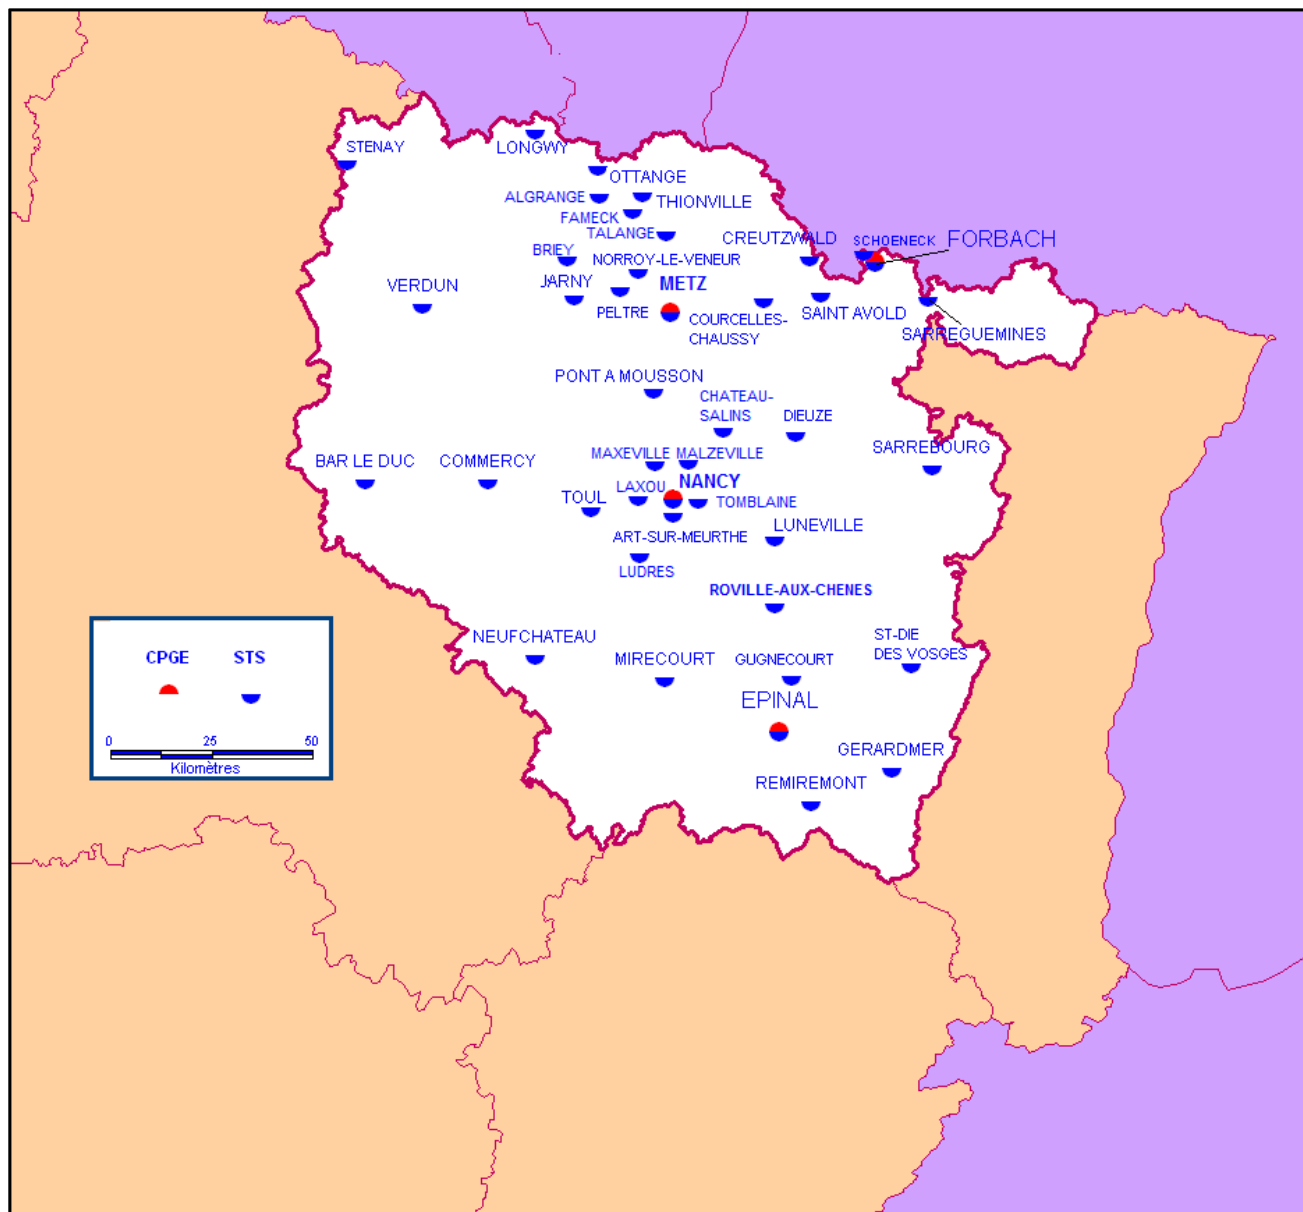 STENAY
LONGWY
OTTANGE
ALGRANGE
THIONVILLE
FAMECK
TALANGE
CREUTZWALD
SCHOENECK
FORBACH
BRIEY
NORROY-LE-VENEUR
VERDUN
JARNY
METZ
PELTRE
COURCELLES-
CHAUSSY
SAINT AVOLD
SARREGUEMINES
PONT A MOUSSON
CHATEAU-
SALINS
DIEUZE
SARREBOURG
BAR LE DUC
COMMERCY
MAXEVILLE
MALZEVILLE
NANCY
LAXOU
TOUL
TOMBLAINE
ART-SUR-MEURTHE
LUNEVILLE
LUDRES
ROVILLE-AUX-CHENES
NEUFCHATEAU
MIRECOURT
GUGNECOURT
ST-DIE
DES VOSGES
EPINAL
GERARDMER
REMIREMONT
CPGE STS
0 25 50
Kilomètres